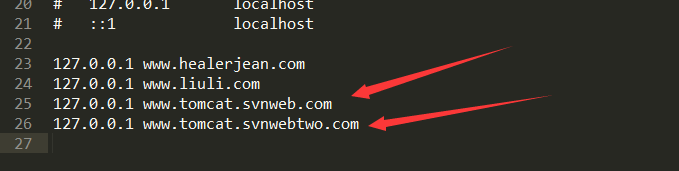 20 #   127.0.0.1       localhost
21 #   ::1             localhost
22
23 127.0.0.1 www.healerjean.com
24 127.0.0.1 www.liuli.com
25 127.0.0.1 www.tomcat.svnweb.com
26 127.0.0.1 www.tomcat.svnwebtwo.com
27